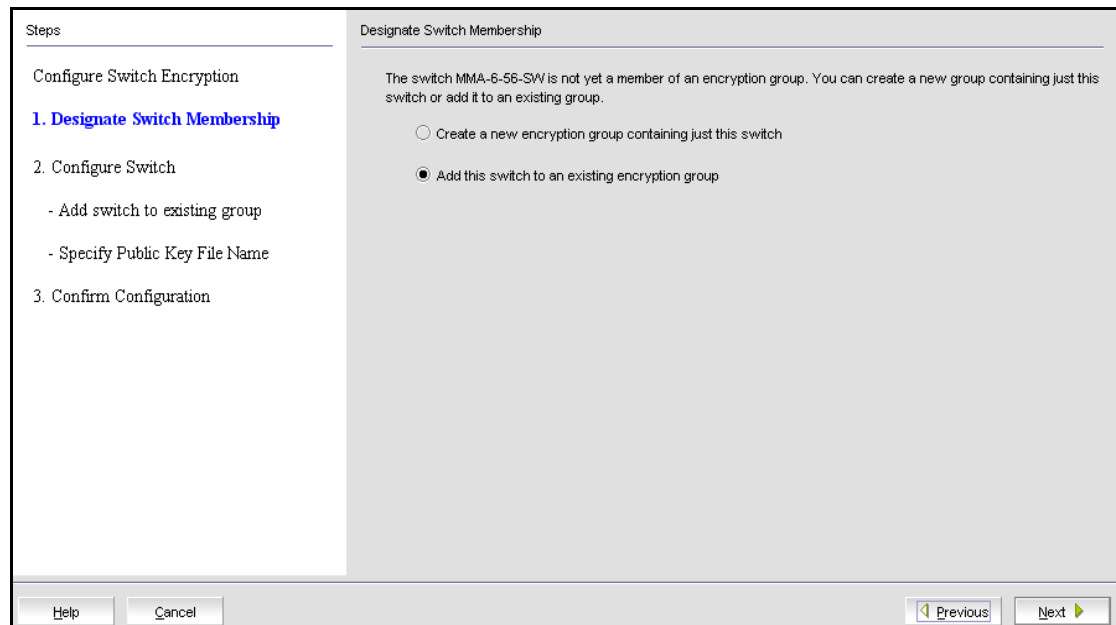 Steps
Configure Switch Encryption
1. Designate Switch Membership
2. Configure Switch
- Add switch to existing group
- Specify Public Key File Name
3. Confirm Configuration
Designate Switch Membership
The switch MMA-6-56-SW is not yet a member of an encryption group. You can create a new group containing just this
switch or add it to an existing group.
Create a new encryption group containing just this switch
Add this switch to an existing encryption group
Help
Cancel
Previous
Next